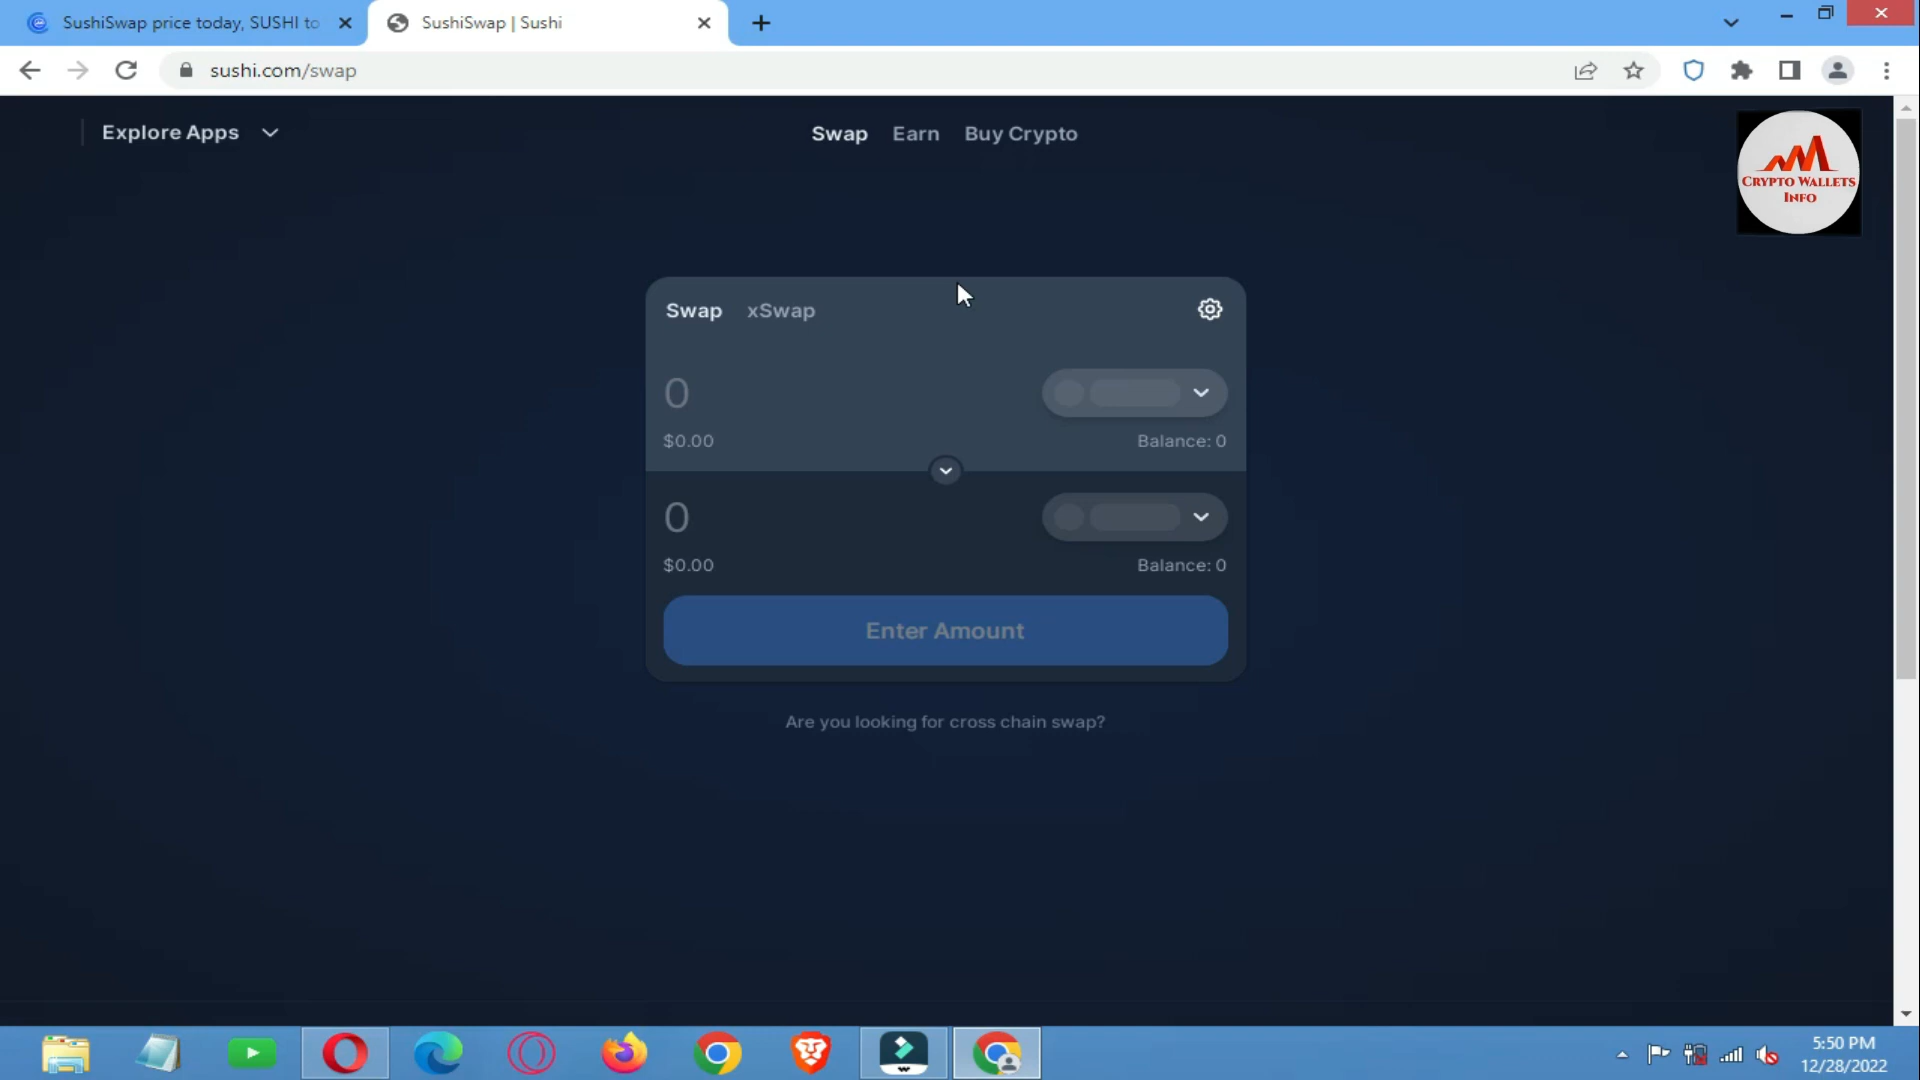 SushiSwap price today, SUSHI to
SushiSwap | Sushi
sushi.com/swap
Explore Apps
Swap Earn Buy Crypto
CRYPTO WALLETS
INFO
Swap xSwap
0
$0.00 Balance: 0
0
$0.00 Balance: 0
Enter Amount
Are you looking for cross chain swap?
5:50 PM
12/28/2022